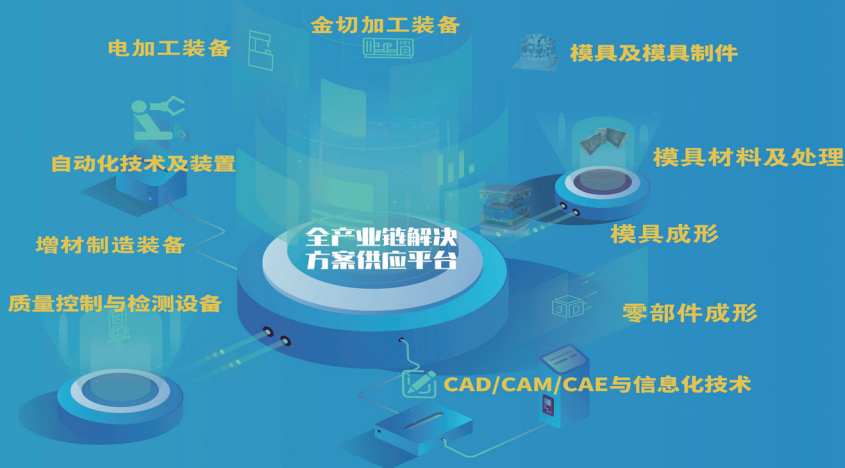 金切加工装备
电加工装备
模具及模具制件
自动化技术及装置
模具材料及处理
全产业链解决
方案供应平台
增材制造装备
模具成形
质量控制与检测设备
3D
零部件成形
CAD/CAM/CAE与信息化技术